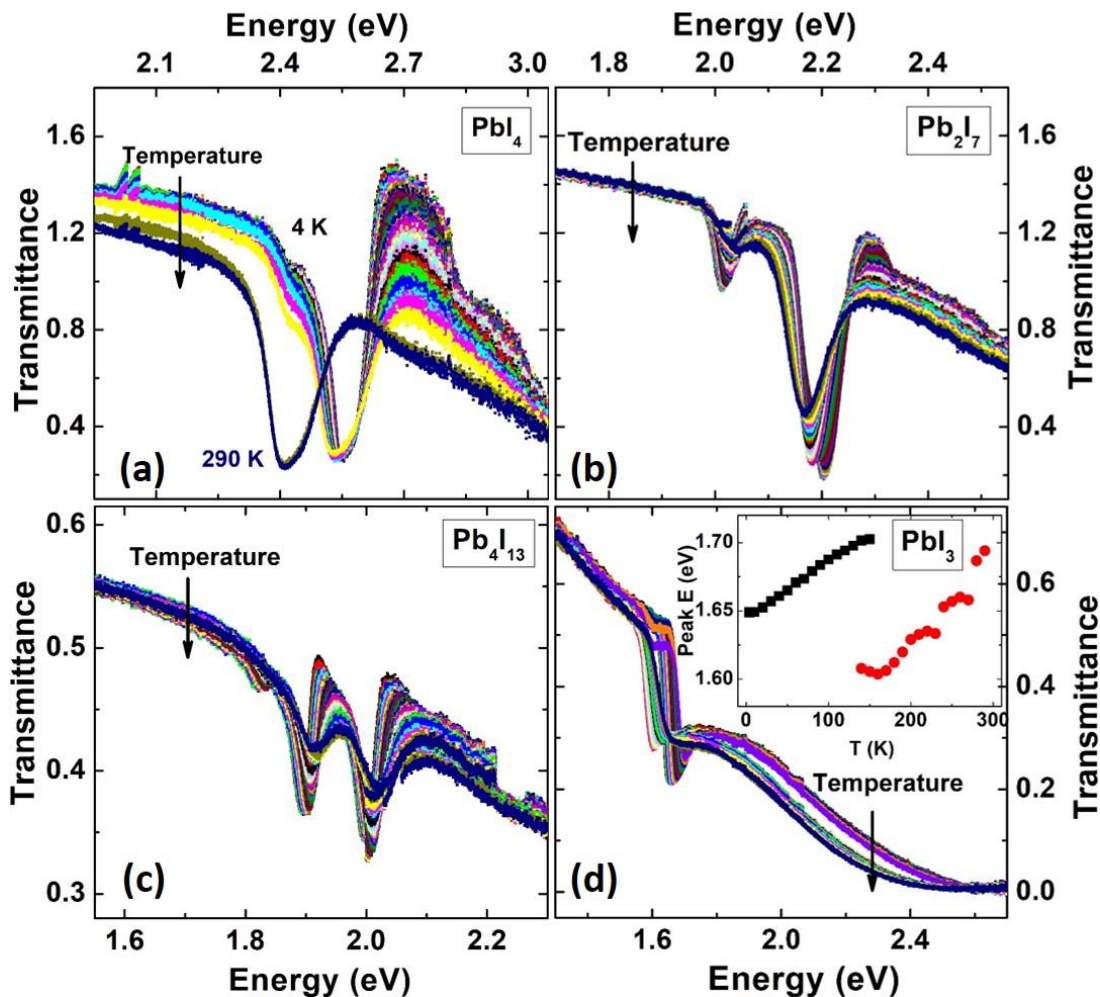 Energy (eV)
Energy (eV)
2.1 2.4 2.7 3.0
1.8 2.0 2.2 2.4
Transmittance
1.6
1.2
0.8
0.4
PbI4
Temperature
4 K
290 K
(a)
Pb2I7
Temperature
(b)
1.6
1.2
0.8
0.4
Transmittance
Transmittance
0.6
0.5
0.4
0.3
Pb4I13
Temperature
(c)
1.6 1.8 2.0 2.2
Energy (eV)
PbI3
Peak E (eV)
1.70
1.65
1.60
0 100 200 300
T (K)
Temperature
(d)
0.6
0.4
0.2
0.0
Transmittance
1.6 2.0 2.4
Energy (eV)